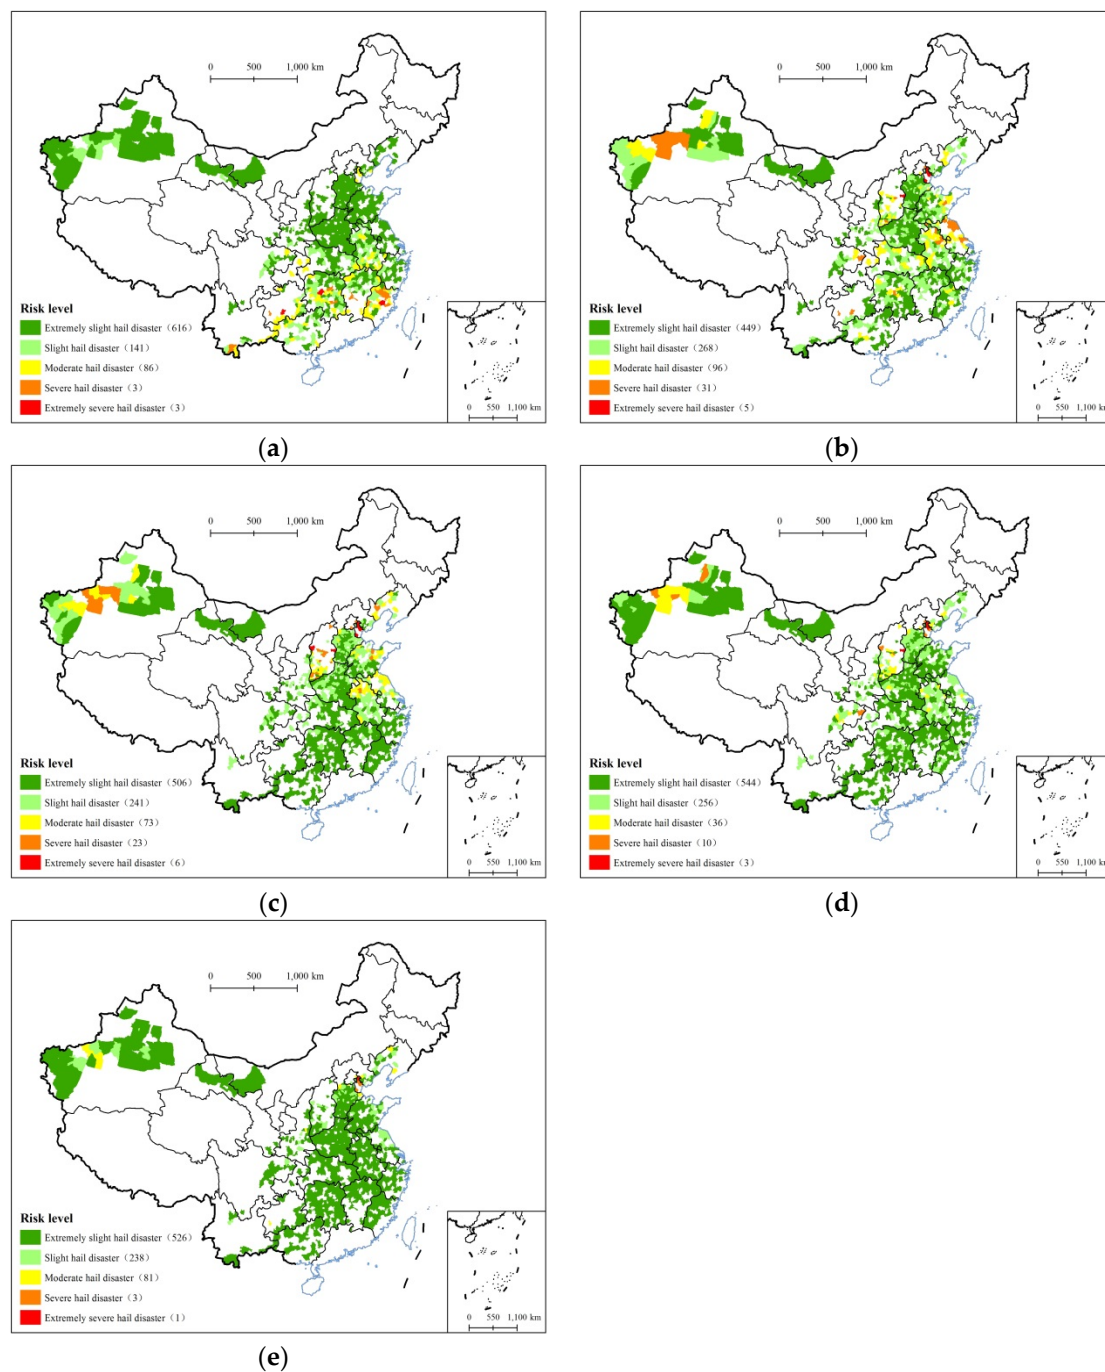 0 500 1,000 km
Risk level
Extremely slight hail disaster（616）
Slight hail disaster（141）
Moderate hail disaster（86）
Severe hail disaster（3）
Extremely severe hail disaster（3）
0 550 1,100 km
(a)
0 500 1,000 km
Risk level
Extremely slight hail disaster（449）
Slight hail disaster（268）
Moderate hail disaster（96）
Severe hail disaster（31）
Extremely severe hail disaster（5）
0 550 1,100 km
(b)
0 500 1,000 km
Risk level
Extremely slight hail disaster（506）
Slight hail disaster（241）
Moderate hail disaster（73）
Severe hail disaster（23）
Extremely severe hail disaster（6）
0 550 1,100 km
(c)
0 500 1,000 km
Risk level
Extremely slight hail disaster（544）
Slight hail disaster（256）
Moderate hail disaster（36）
Severe hail disaster（10）
Extremely severe hail disaster（3）
0 550 1,100 km
(d)
0 500 1,000 km
Risk level
Extremely slight hail disaster（526）
Slight hail disaster（238）
Moderate hail disaster（81）
Severe hail disaster（3）
Extremely severe hail disaster（1）
0 550 1,100 km
(e)